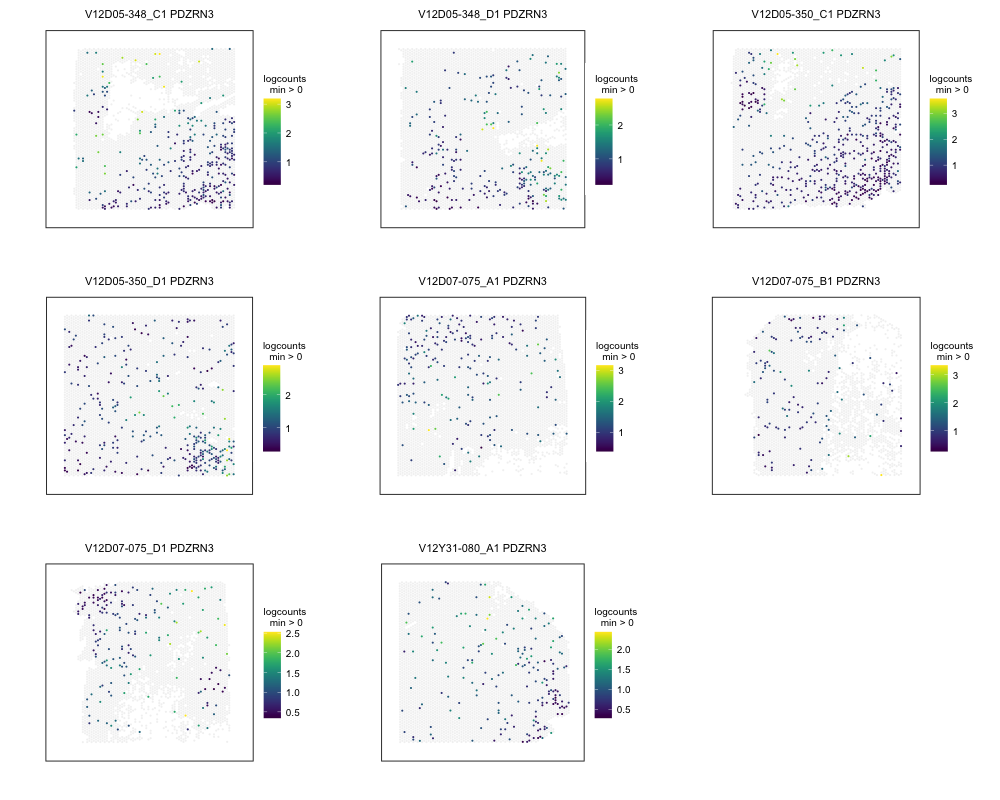 V12D05-348_C1 PDZRN3
logcounts
min > 0
3
2
1
V12D05-348_D1 PDZRN3
logcounts
min > 0
2
1
V12D05-350_C1 PDZRN3
logcounts
min > 0
3
2
1
V12D05-350_D1 PDZRN3
logcounts
min > 0
2
1
V12D07-075_A1 PDZRN3
logcounts
min > 0
3
2
1
V12D07-075_B1 PDZRN3
logcounts
min > 0
3
2
1
V12D07-075_D1 PDZRN3
logcounts
min > 0
2.5
2.0
1.5
1.0
0.5
V12Y31-080_A1 PDZRN3
logcounts
min > 0
2.0
1.5
1.0
0.5